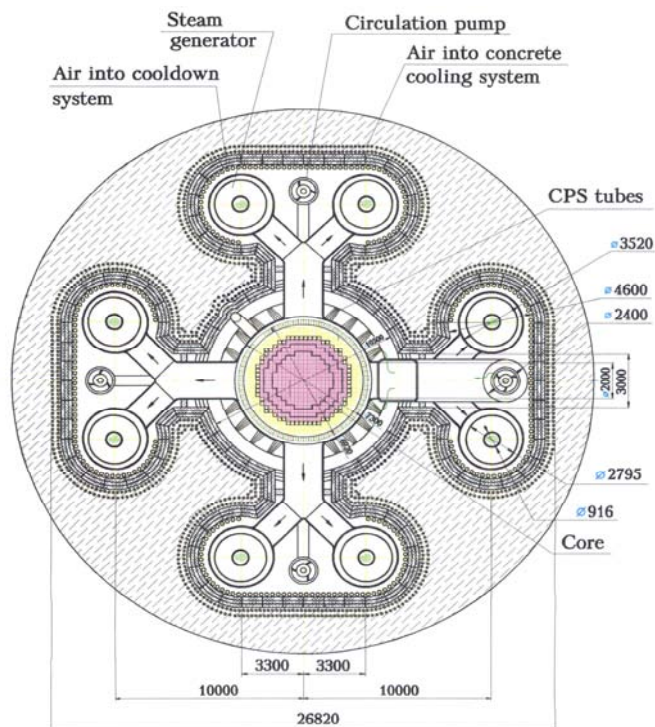 Steam
generator
Circulation pump
Air into cooldown
system
Air into concrete
cooling system
CPS tubes
⌀3520
⌀4600
⌀2400
⌀2000
3000
⌀2795
⌀916
Core
3300
3300
10000
10000
26820